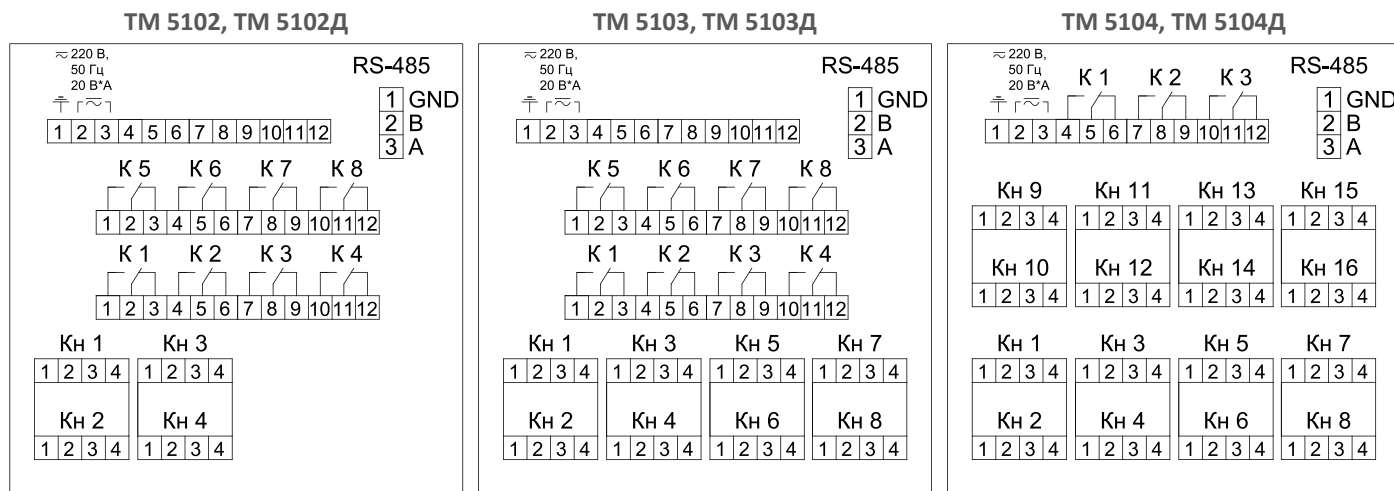 ТМ 5102, ТМ 5102Д
220 В,
50 Гц
20 В*А
RS-485
1 GND
2 B
3 A
1 2 3 4 5 6 7 8 9 10 11 12
К 5 К 6 К 7 К 8
1 2 3 4 5 6 7 8 9 10 11 12
К 1 К 2 К 3 К 4
1 2 3 4 5 6 7 8 9 10 11 12
Кн 1 Кн 3
1 2 3 4 1 2 3 4
Кн 2 Кн 4
1 2 3 4 1 2 3 4
ТМ 5103, ТМ 5103Д
220 В,
50 Гц
20 В*А
RS-485
1 GND
2 B
3 A
1 2 3 4 5 6 7 8 9 10 11 12
К 5 К 6 К 7 К 8
1 2 3 4 5 6 7 8 9 10 11 12
К 1 К 2 К 3 К 4
1 2 3 4 5 6 7 8 9 10 11 12
Кн 1 Кн 3 Кн 5 Кн 7
1 2 3 4 1 2 3 4 1 2 3 4 1 2 3 4
Кн 2 Кн 4 Кн 6 Кн 8
1 2 3 4 1 2 3 4 1 2 3 4 1 2 3 4
ТМ 5104, ТМ 5104Д
220 В,
50 Гц
20 В*А
К 1 К 2 К 3
RS-485
1 GND
2 B
3 A
1 2 3 4 5 6 7 8 9 10 11 12
Кн 9 Кн 11 Кн 13 Кн 15
1 2 3 4 1 2 3 4 1 2 3 4 1 2 3 4
Кн 10 Кн 12 Кн 14 Кн 16
1 2 3 4 1 2 3 4 1 2 3 4 1 2 3 4
Кн 1 Кн 3 Кн 5 Кн 7
1 2 3 4 1 2 3 4 1 2 3 4 1 2 3 4
Кн 2 Кн 4 Кн 6 Кн 8
1 2 3 4 1 2 3 4 1 2 3 4 1 2 3 4